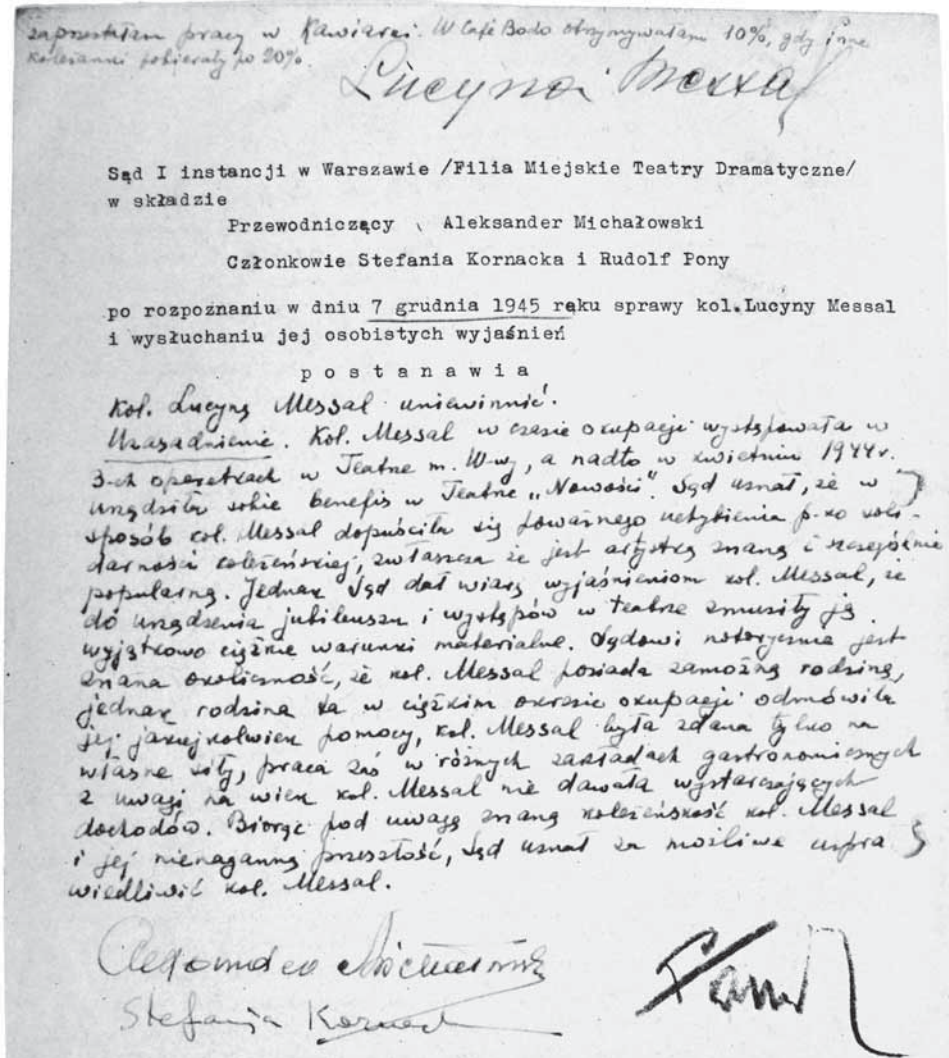 zaprzestałam pracy w Kawiarni. W Café Bodo otrzymywałam 10%, gdy inne
koleżanki pobierały po 20%.
Lucyna Messal
Sąd I instancji w Warszawie /Filia Miejskie Teatry Dramatyczne/
w składzie
Przewodniczący Aleksander Michałowski
Członkowie Stefania Kornacka i Rudolf Pony
po rozpoznaniu w dniu 7 grudnia 1945 rəku sprawy kol.Lucyny Messal
i wysłuchaniu jej osobistych wyjaśnień
p o s t a n a w i a
Kol. Lucynę Messal uniewinnić.
Uzasadnienie. Kol. Messal w czasie okupacji występowała w
3-ch operetkach w Teatrze m. W-wy, a nadto w kwietniu 1944 r.
urządziła sobie benefis w Teatrze „Nowości". Sąd uznał, że w
sposób kol. Messal dopuściła się poważnego uchybienia p-ko soli-
darności koleżeńskiej, zwłaszcza że jest artystką znaną i szczególnie
popularną. Jednak Sąd dał wiarę wyjaśnieniom kol. Messal, że
do urządzenia jubileuszu i występów w teatrze zmusiły ją
wyjątkowo ciężkie warunki materialne. Sądowi notorycznie jest
znana okoliczność, że kol. Messal posiada zamożną rodzinę,
jednak rodzina ta w ciężkim okresie okupacji odmówiła
jej jakiejkolwiek pomocy, kol. Messal była zdana tylko na
własne siły, praca zaś w różnych zakładach gastronomicznych
z uwagi na wiek kol. Messal nie dawała wystarczających
dochodów. Biorąc pod uwagę znaną koleżeńskość kol. Messal
i jej nienaganną przeszłość, Sąd uznał za możliwe uspra
wiedliwić kol. Messal.
Aleksander Michałowski
Stefania Kornacka